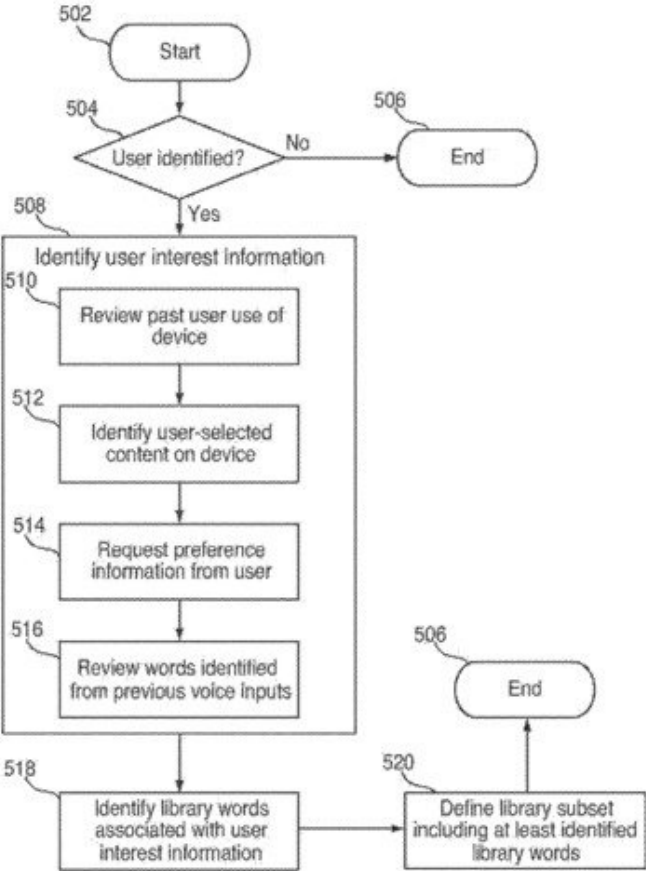 502
Start
504
User identified?
No
506
End
Yes
508
Identify user interest information
510
Review past user use of
device
512
Identify user-selected
content on device
514
Request preference
information from user
516
Review words identified
from previous voice inputs
506
End
518
Identify library words
associated with user
interest information
520
Define library subset
including at least identified
library words